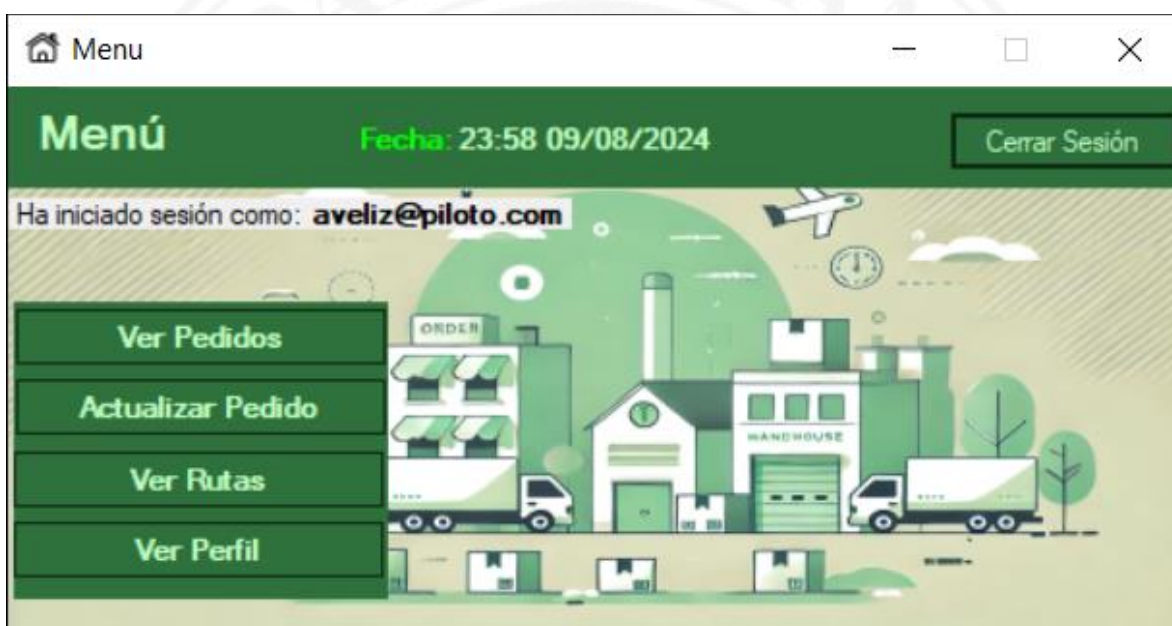 Menu
Menú
Fecha: 23:58 09/08/2024
Cerrar Sesión
Ha iniciado sesión como: aveliz@piloto.com
Ver Pedidos
ORDER
Actualizar Pedido
WANDWOUSE
Ver Rutas
Ver Perfil